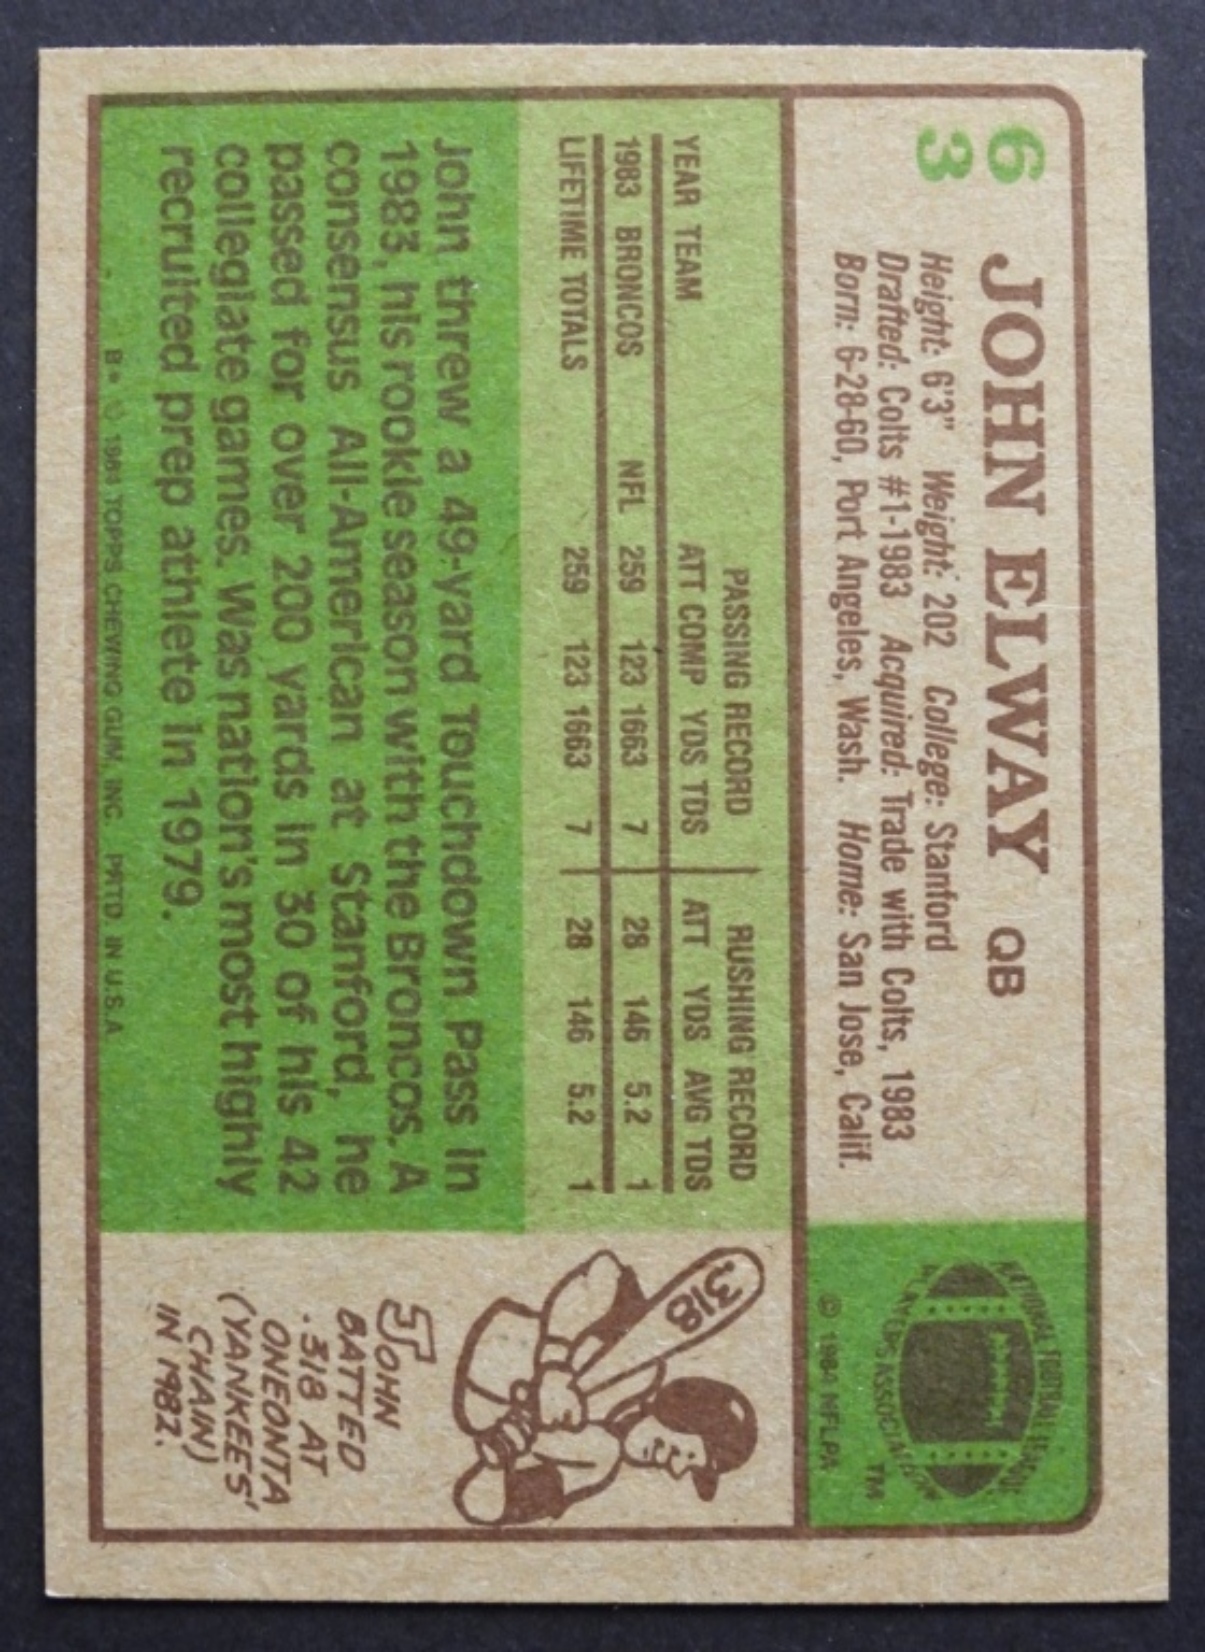 63
JOHN ELWAY QB
Height: 6'3" Weight: 202 College: Stanford
Drafted: Colts #1-1983 Acquired: Trade with Colts, 1983
Born: 6-28-60, Port Angeles, Wash. Home: San Jose, Calif.
NATIONAL FOOTBALL LEAGUE
PLAYERS ASSOCIATION
TM
© 1984 NFLPA
PASSING RECORD RUSHING RECORD
YEAR TEAM ATT COMP YDS TDS ATT YDS AVG TDS
1983 BRONCOS NFL 259 123 1663 7 28 146 5.2 1
LIFETIME TOTALS 259 123 1663 7 28 146 5.2 1
John threw a 49-yard Touchdown Pass in
1983, his rookie season with the Broncos. A
consensus All-American at Stanford, he
passed for over 200 yards in 30 of his 42
collegiate games. Was nation's most highly
recruited prep athlete in 1979.
B* © 1984 TOPPS CHEWING GUM, INC. PRTD. IN U.S.A.
318
JOHN
BATTED
.318 AT
ONEONTA
(YANKEES'
CHAIN)
IN 1982.